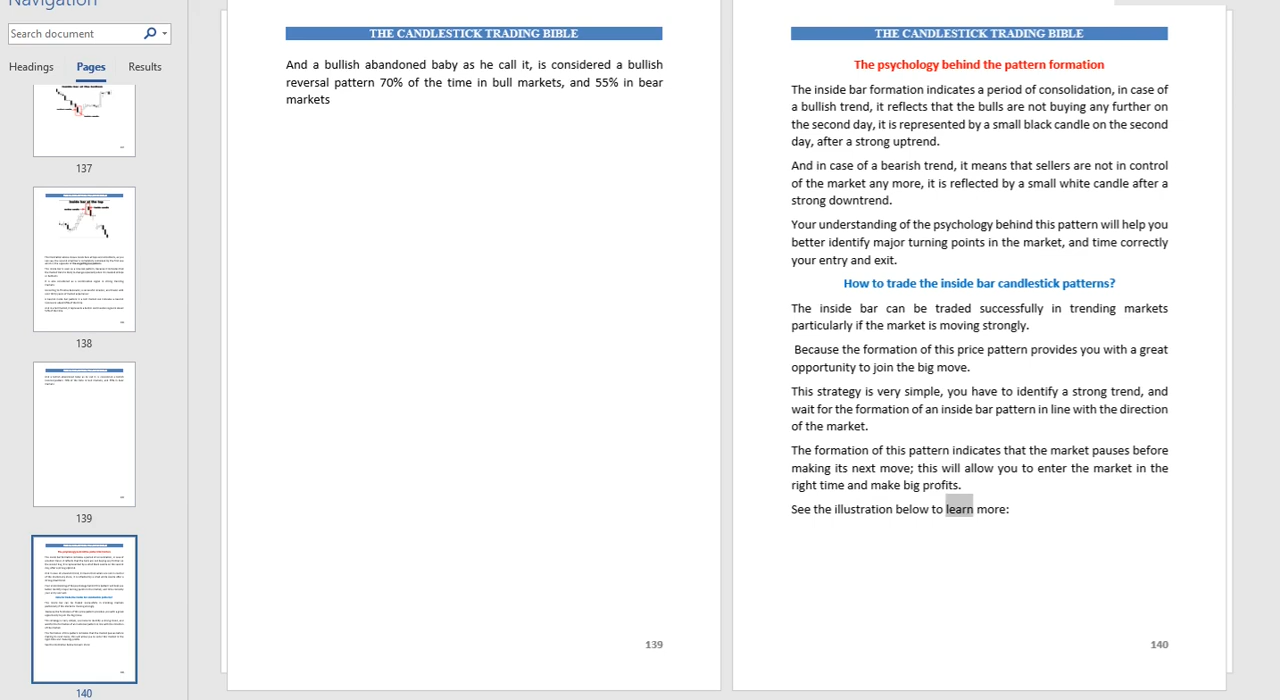 Navigation
Search document
Headings
Pages
Results
137
138
139
140
THE CANDLESTICK TRADING BIBLE
And a bullish abandoned baby as he call it, is considered a bullish
reversal pattern 70% of the time in bull markets, and 55% in bear
markets
139
THE CANDLESTICK TRADING BIBLE
The psychology behind the pattern formation
The inside bar formation indicates a period of consolidation, in case of
a bullish trend, it reflects that the bulls are not buying any further on
the second day, it is represented by a small black candle on the second
day, after a strong uptrend.
And in case of a bearish trend, it means that sellers are not in control
of the market any more, it is reflected by a small white candle after a
strong downtrend.
Your understanding of the psychology behind this pattern will help you
better identify major turning points in the market, and time correctly
your entry and exit.
How to trade the inside bar candlestick patterns?
The inside bar can be traded successfully in trending markets
particularly if the market is moving strongly.
Because the formation of this price pattern provides you with a great
opportunity to join the big move.
This strategy is very simple, you have to identify a strong trend, and
wait for the formation of an inside bar pattern in line with the direction
of the market.
The formation of this pattern indicates that the market pauses before
making its next move; this will allow you to enter the market in the
right time and make big profits.
See the illustration below to learn more:
140